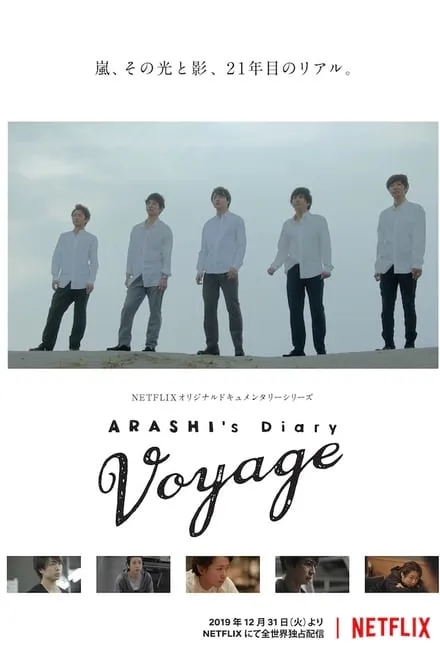 嵐、その光と影、21年目のリアル。
NETFLIXオリジナルドキュメンタリーシリーズ
ARASHI's Diary
Voyage
2019年12月31日(火)より
NETFLIXにて全世界独占配信
NETFLIX